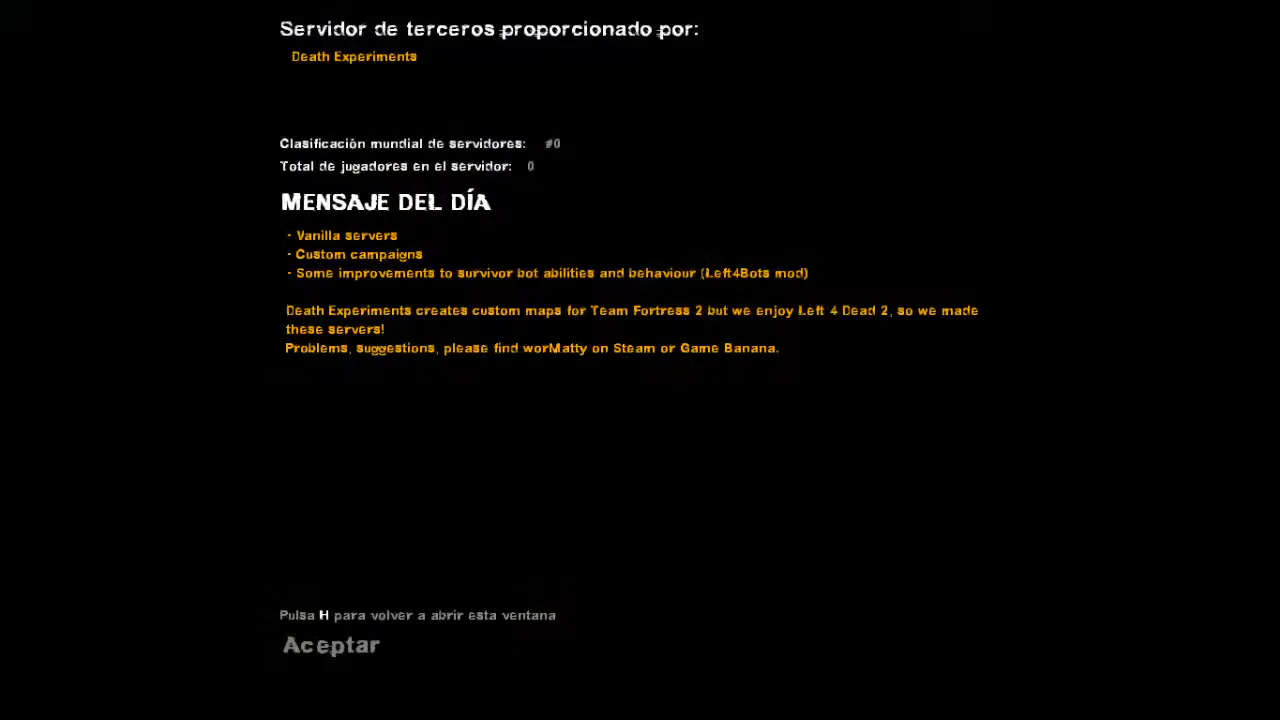 Servidor de terceros proporcionado por:
Death Experiments
Clasificación mundial de servidores: #0
Total de jugadores en el servidor: 0
MENSAJE DEL DÍA
- Vanilla servers
- Custom campaigns
- Some improvements to survivor bot abilities and behaviour (Left4Bots mod)
Death Experiments creates custom maps for Team Fortress 2 but we enjoy Left 4 Dead 2, so we made
these servers!
Problems, suggestions, please find worMatty on Steam or Game Banana.
Pulsa H para volver a abrir esta ventana
Aceptar